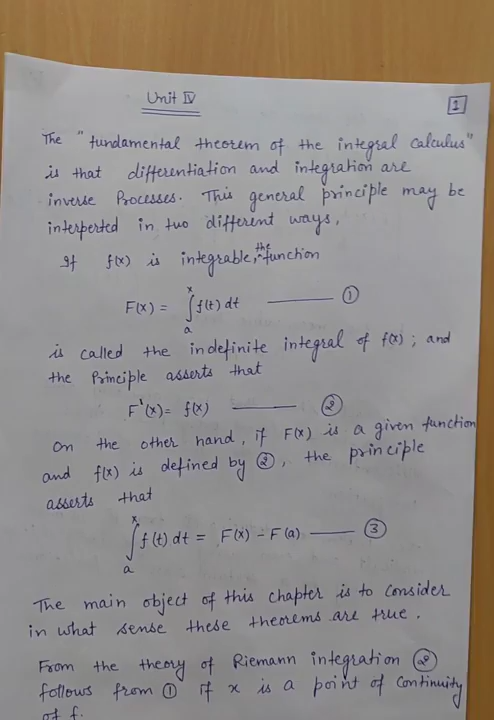 Unit IV
1
The "fundamental theorem of the integral calculus"
is that differentiation and integration are
inverse Processes. This general principle may be
interperted in two different ways,
If f(x) is integrable, the function
F(x) = ∫ₐˣ f(t) dt —— ①
is called the indefinite integral of f(x) ; and
the Principle asserts that
F'(x) = f(x) —— ②
On the other hand, if F(x) is a given function
and f(x) is defined by ②, the principle
asserts that
∫ₐˣ f(t) dt = F(x) - F(a) —— ③
The main object of this chapter is to consider
in what sense these theorems are true.
From the theory of Riemann integration ②
follows from ① if x is a point of continuity
of f.